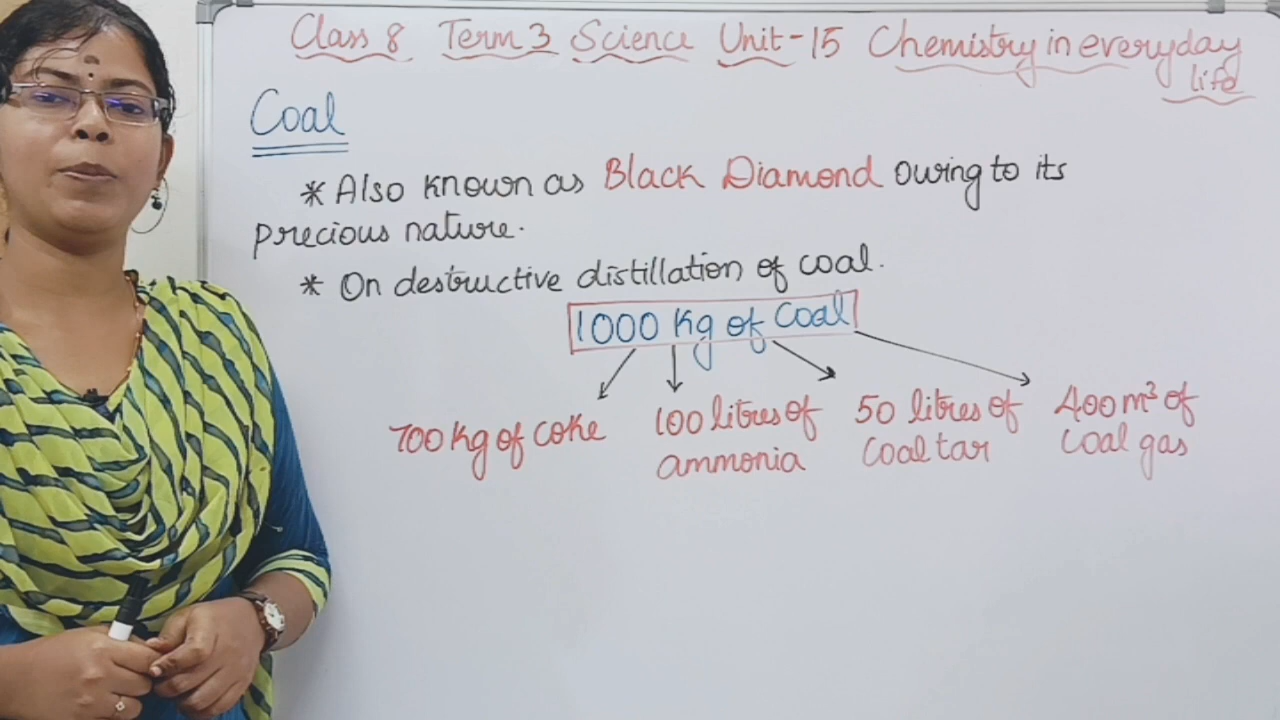 Class 8 Term 3 Science Unit-15 Chemistry in everyday
life
Coal
* Also known as Black Diamond owing to its
precious nature.
* On destructive distillation of coal.
1000 Kg of Coal
700 Kg of coke
100 litres of
ammonia
50 litres of
Coal tar
400 m³ of
Coal gas